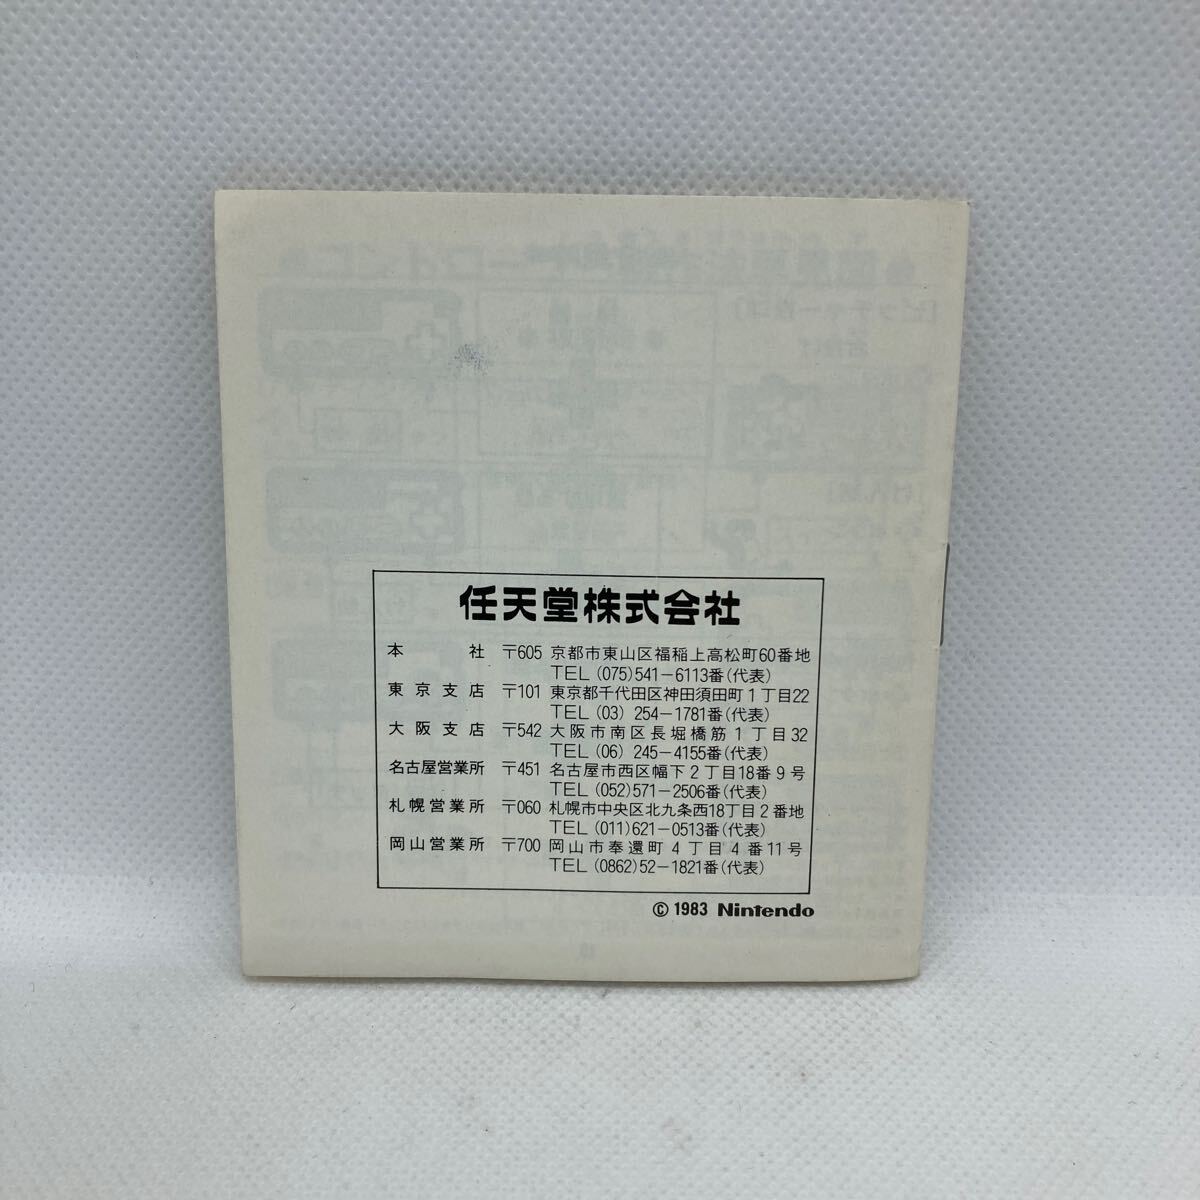 任天堂株式会社
本社 〒605 京都市東山区福稲上高松町60番地
TEL (075)541-6113番(代表)
東京支店 〒101 東京都千代田区神田須田町1丁目22
TEL (03) 254-1781番(代表)
大阪支店 〒542 大阪市南区長堀橋筋1丁目32
TEL (06) 245-4155番(代表)
名古屋営業所 〒451 名古屋市西区幅下2丁目18番9号
TEL (052)571-2506番(代表)
札幌営業所 〒060 札幌市中央区北九条西18丁目2番地
TEL (011)621-0513番(代表)
岡山営業所 〒700 岡山市奉還町4丁目4番11号
TEL (0862)52-1821番(代表)
© 1983 Nintendo